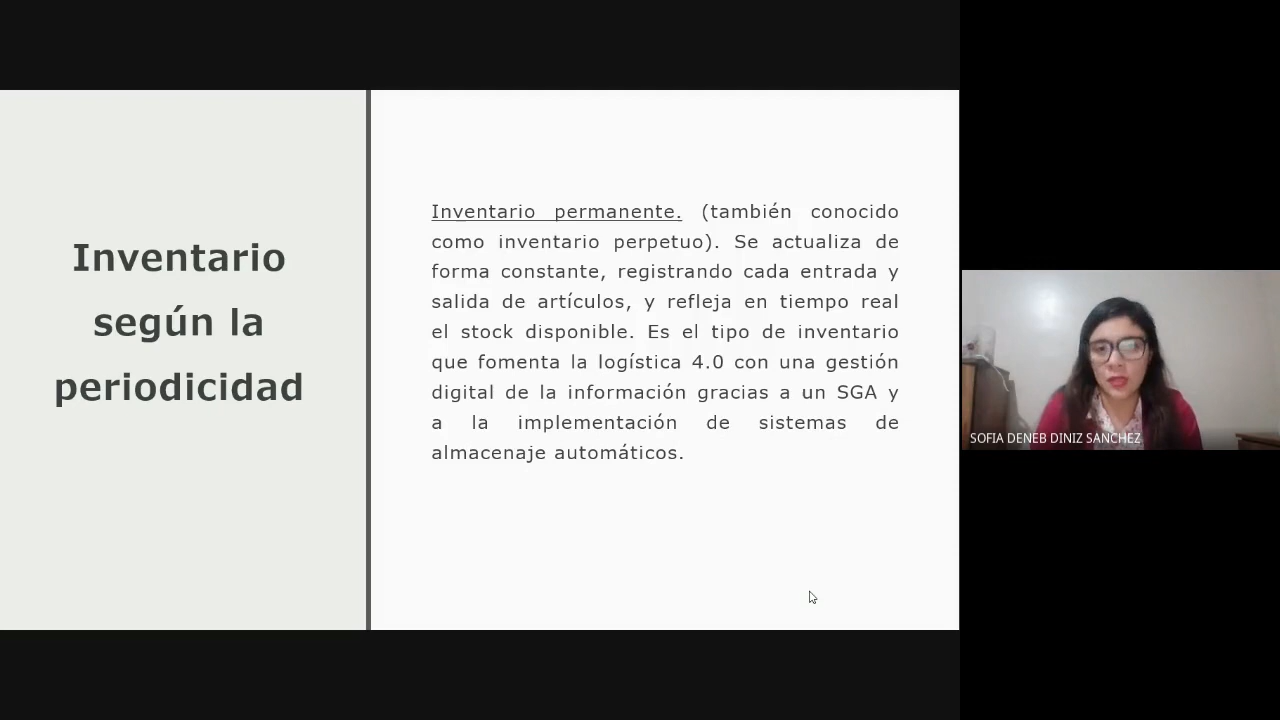 Inventario
según la
periodicidad
Inventario permanente. (también conocido
como inventario perpetuo). Se actualiza de
forma constante, registrando cada entrada y
salida de artículos, y refleja en tiempo real
el stock disponible. Es el tipo de inventario
que fomenta la logística 4.0 con una gestión
digital de la información gracias a un SGA y
a la implementación de sistemas de
almacenaje automáticos.
SOFIA DENEB DINIZ SANCHEZ